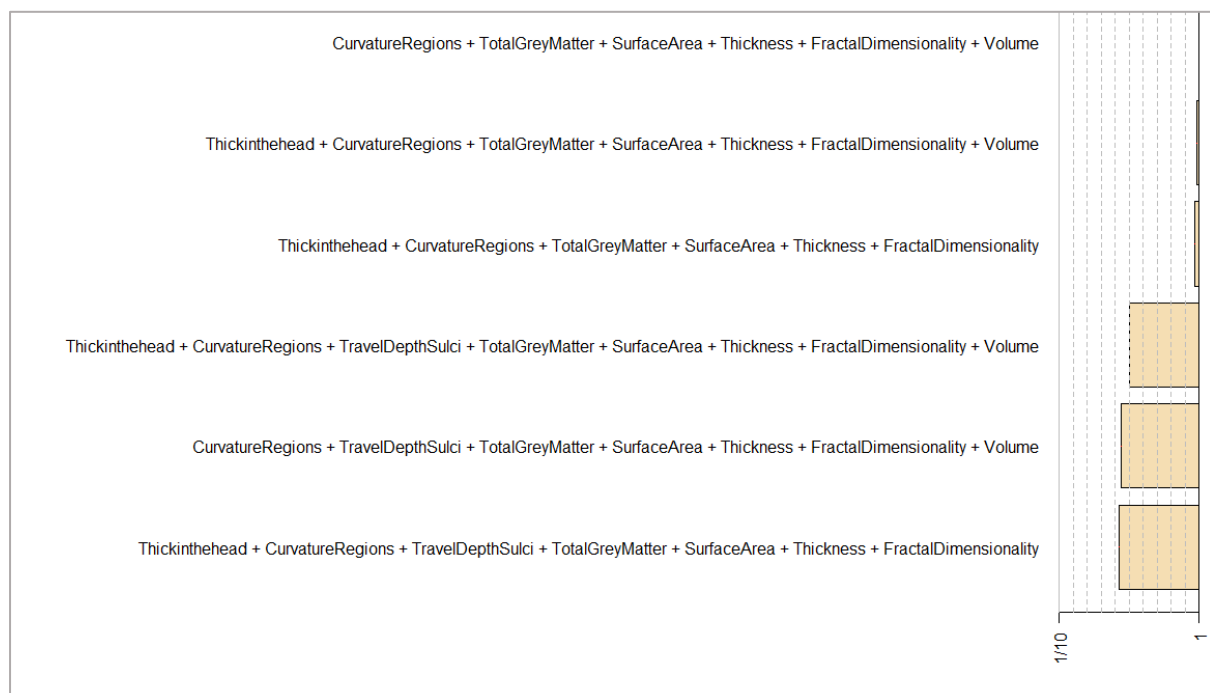 CurvatureRegions + TotalGreyMatter + SurfaceArea + Thickness + FractalDimensionality + Volume
Thickinthehead + CurvatureRegions + TotalGreyMatter + SurfaceArea + Thickness + FractalDimensionality + Volume
Thickinthehead + CurvatureRegions + TotalGreyMatter + SurfaceArea + Thickness + FractalDimensionality
Thickinthehead + CurvatureRegions + TravelDepthSulci + TotalGreyMatter + SurfaceArea + Thickness + FractalDimensionality + Volume
CurvatureRegions + TravelDepthSulci + TotalGreyMatter + SurfaceArea + Thickness + FractalDimensionality + Volume
Thickinthehead + CurvatureRegions + TravelDepthSulci + TotalGreyMatter + SurfaceArea + Thickness + FractalDimensionality
1/10
1